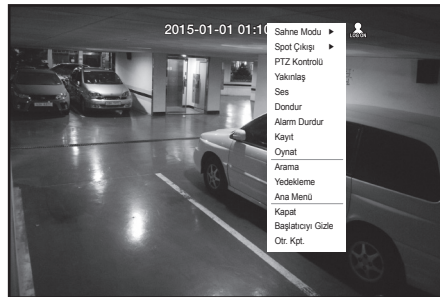 2015-01-01 01:10
LOG ON
Sahne Modu
Spot Çıkışı
PTZ Kontrolü
Yakınlaş
Ses
Dondur
Alarm Durdur
Kayıt
Oynat
Arama
Yedekleme
Ana Menü
Kapat
Başlatıcıyı Gizle
Otr. Kpt.